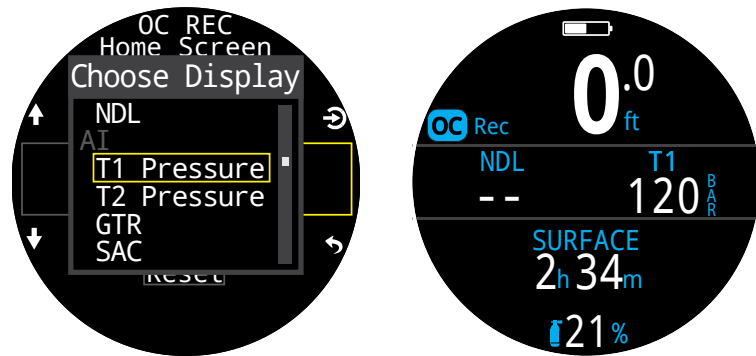 OC REC
Home Screen
Choose Display
NDL
AI
T1 Pressure
T2 Pressure
GTR
SAC
Reset
0.0
ft
OC Rec
NDL T1
-- 120 BAR
SURFACE
2h 34m
21%